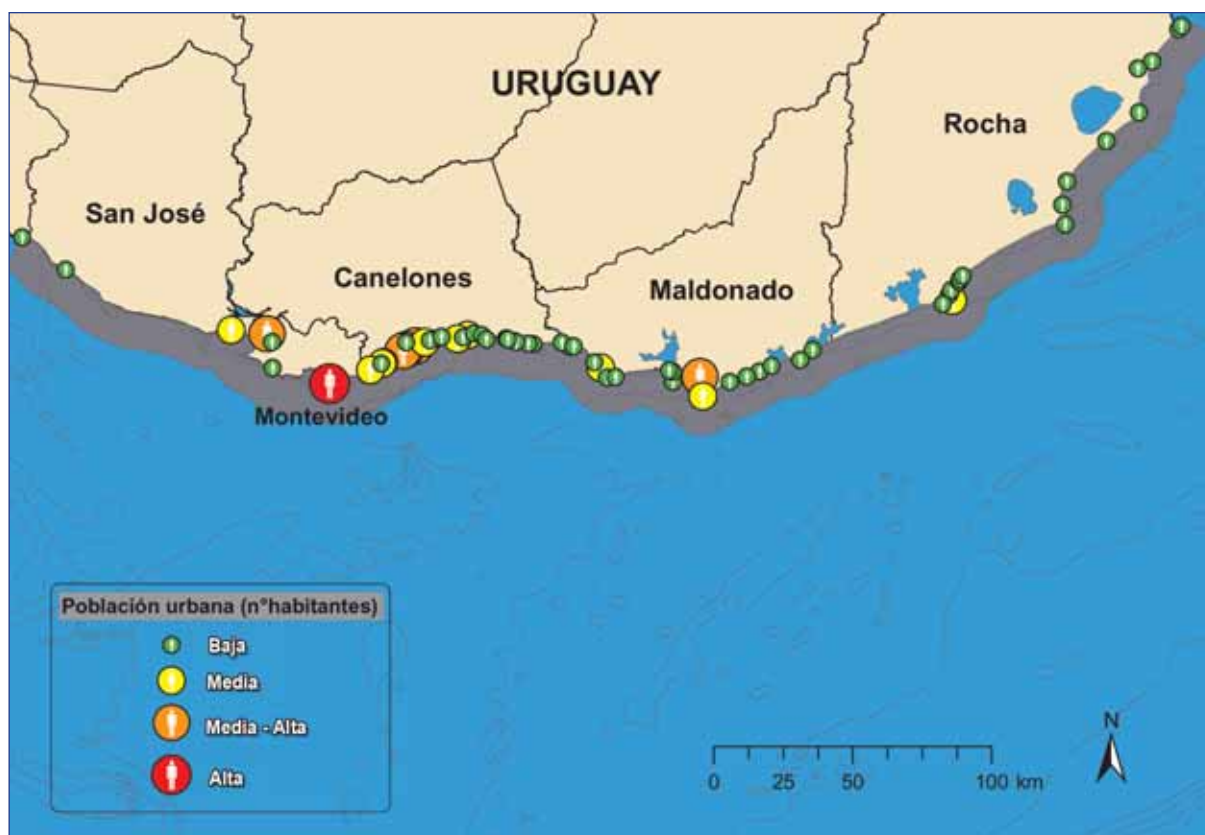 URUGUAY
Rocha
San José
Canelones
Maldonado
Montevideo
Población urbana (n°habitantes)
Baja
Media
Media - Alta
Alta
N
0 25 50 100 km